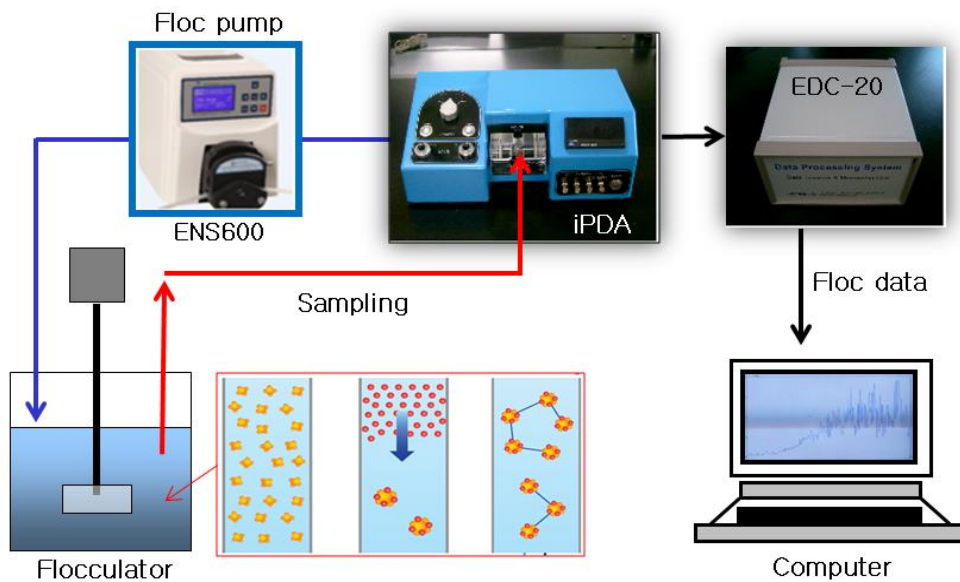 Floc pump
ENS600
iPDA
EDC-20
Data Processing System
Sampling
Floc data
Flocculator
Computer